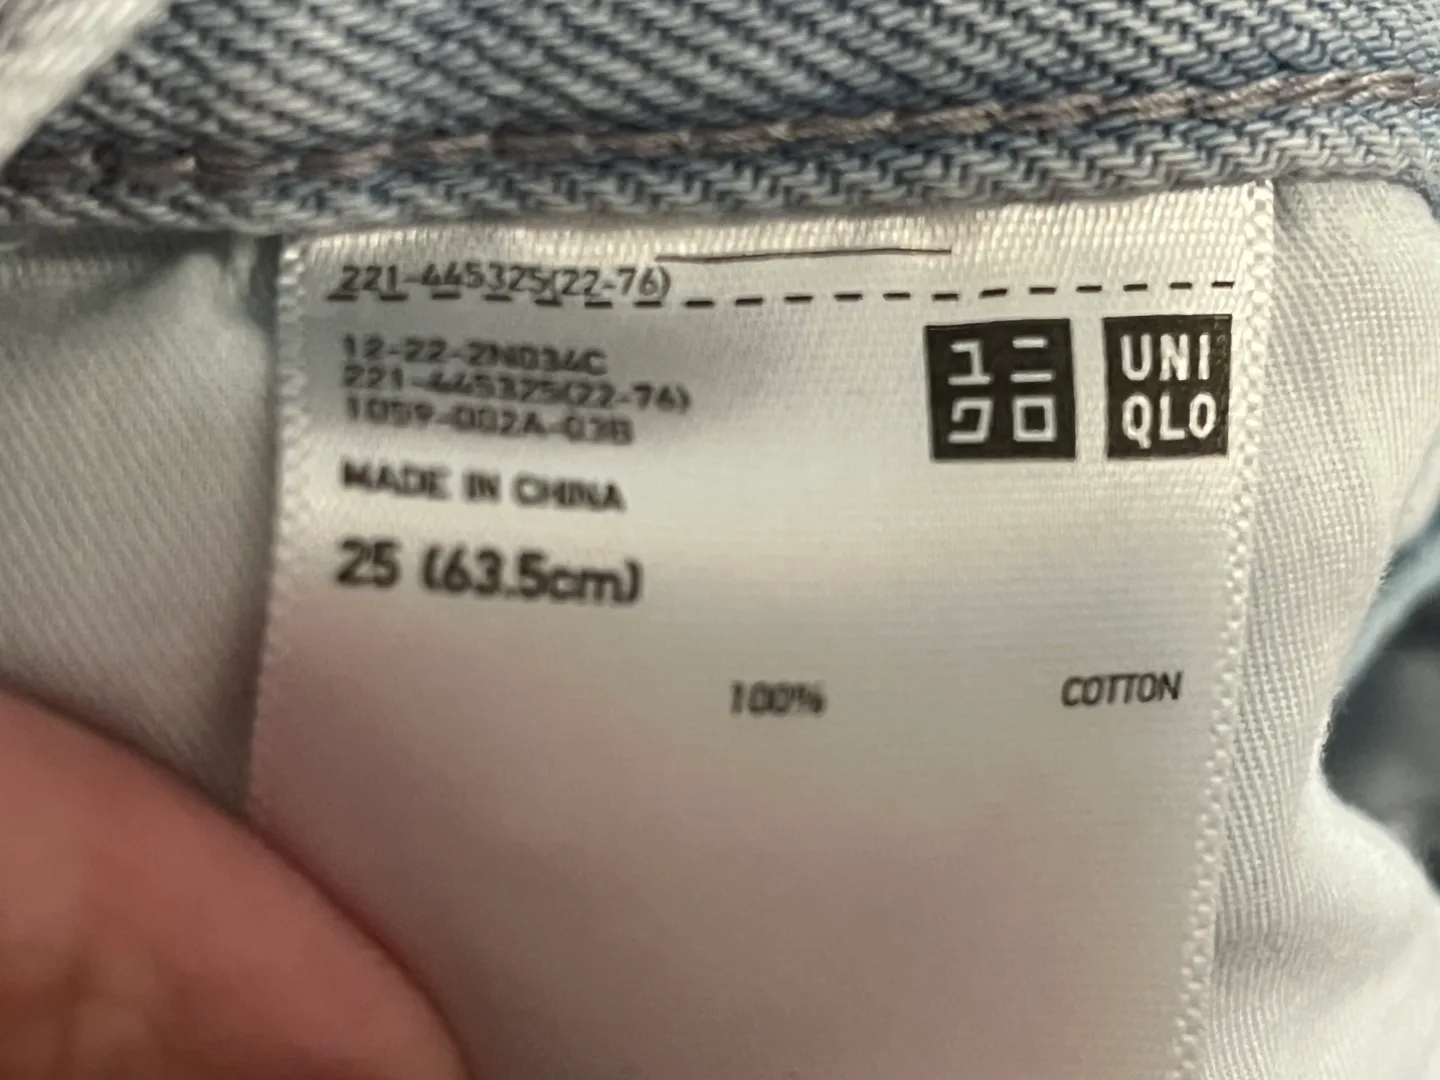 221-445325(22-76)
12-22-2N034C
221-445325(22-76)
1059-002A-03B
ユニ
クロ
UNI
QLO
MADE IN CHINA
25 (63.5cm)
100% COTTON